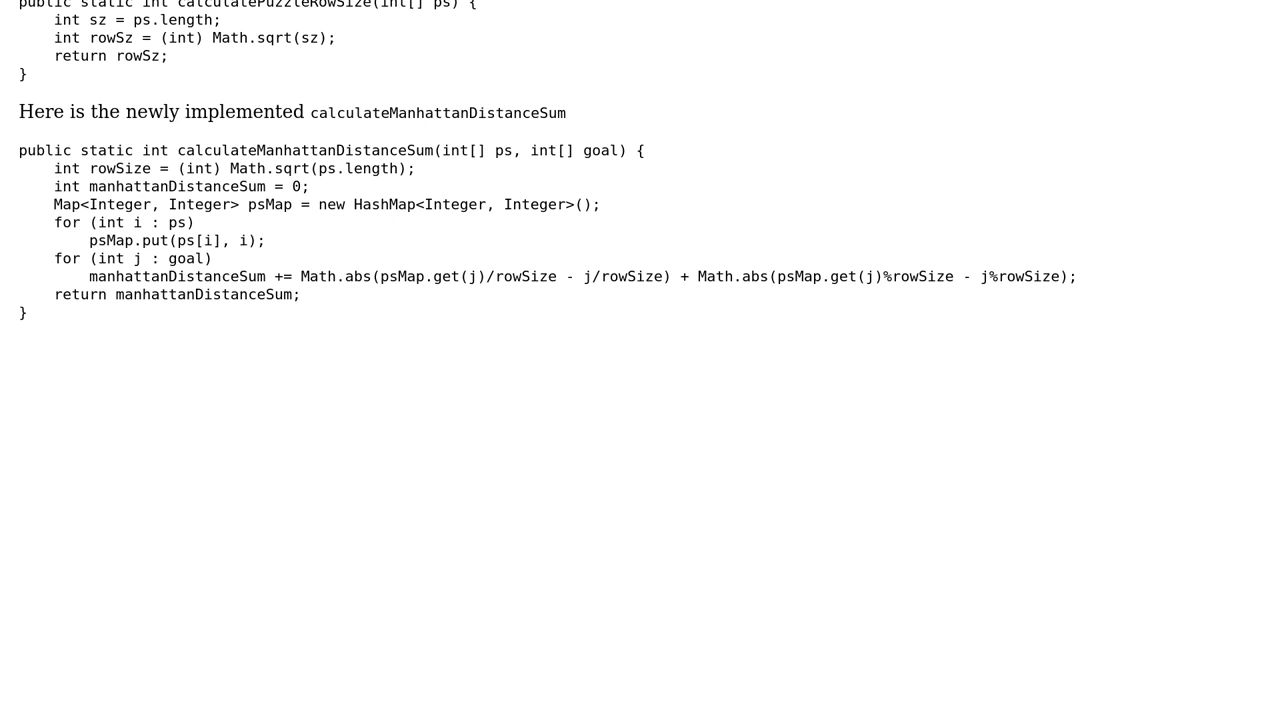 public static int calculatePuzzleRowSize(int[] ps) {
    int sz = ps.length;
    int rowSz = (int) Math.sqrt(sz);
    return rowSz;
}
Here is the newly implemented calculateManhattanDistanceSum
public static int calculateManhattanDistanceSum(int[] ps, int[] goal) {
    int rowSize = (int) Math.sqrt(ps.length);
    int manhattanDistanceSum = 0;
    Map<Integer, Integer> psMap = new HashMap<Integer, Integer>();
    for (int i : ps)
        psMap.put(ps[i], i);
    for (int j : goal)
        manhattanDistanceSum += Math.abs(psMap.get(j)/rowSize - j/rowSize) + Math.abs(psMap.get(j)%rowSize - j%rowSize);
    return manhattanDistanceSum;
}